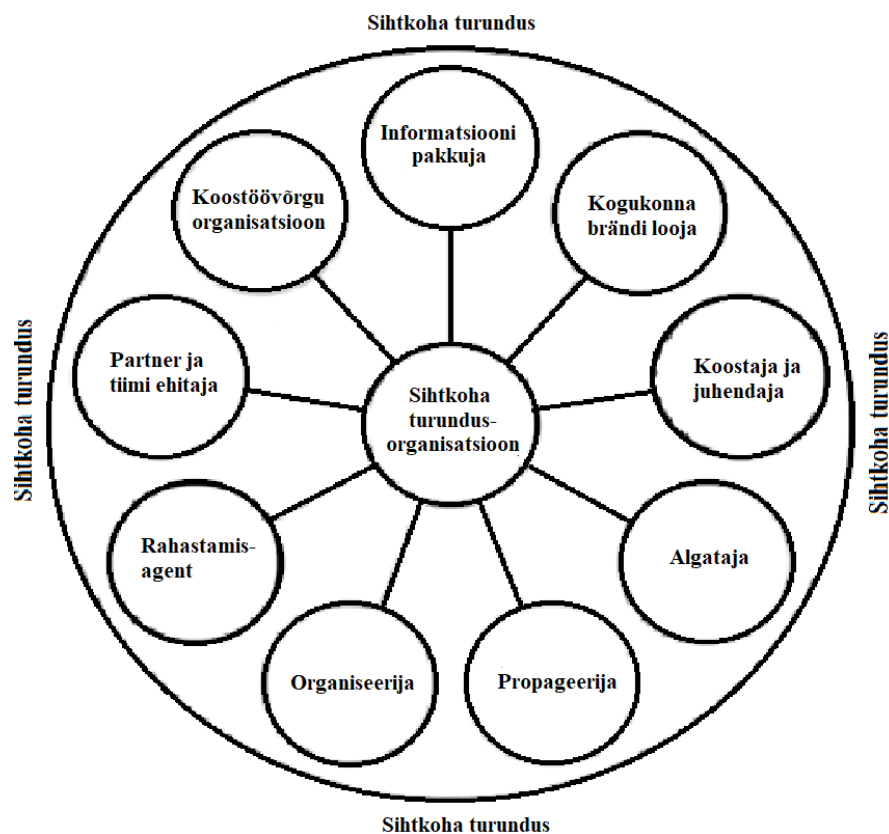 Sihtkoha turundus
Informatsiooni
pakkuja
Koostöövõrgu
organisatsioon
Kogukonna
brändi looja
Partner ja
tiimi ehitaja
Koostaja ja
juhendaja
Sihtkoha turundus
Sihtkoha
turundus-
organisatsioon
Sihtkoha turundus
Rahastamis-
agent
Algataja
Organiseerija
Propageerija
Sihtkoha turundus